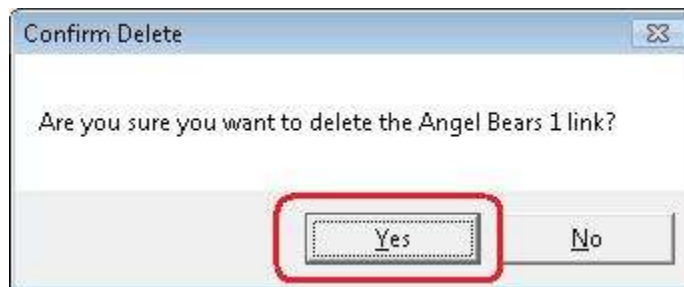 Confirm Delete
Are you sure you want to delete the Angel Bears 1 link?
Yes No